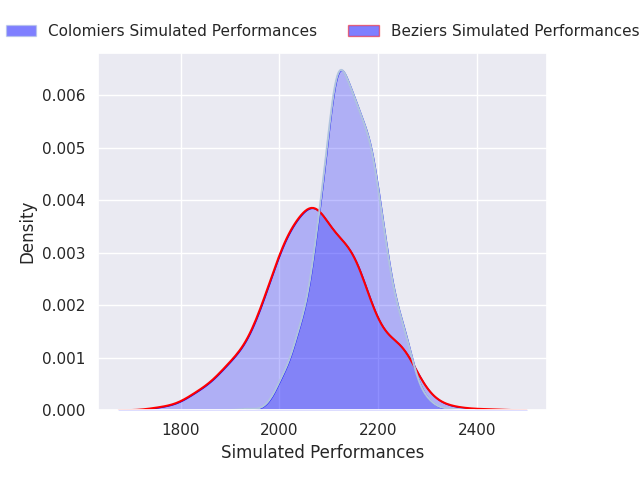 Colomiers Simulated Performances
Beziers Simulated Performances
0.006
0.005
0.004
0.003
0.002
0.001
0.000
Density
1800
2000
2200
2400
Simulated Performances